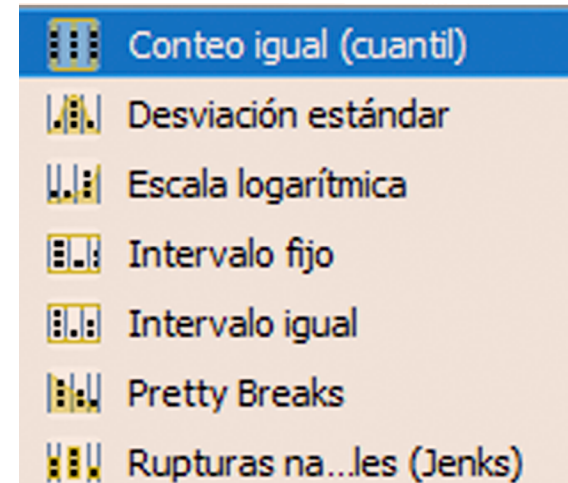 Conteo igual (cuantil)
Desviación estándar
Escala logarítmica
Intervalo fijo
Intervalo igual
Pretty Breaks
Rupturas na...les (Jenks)